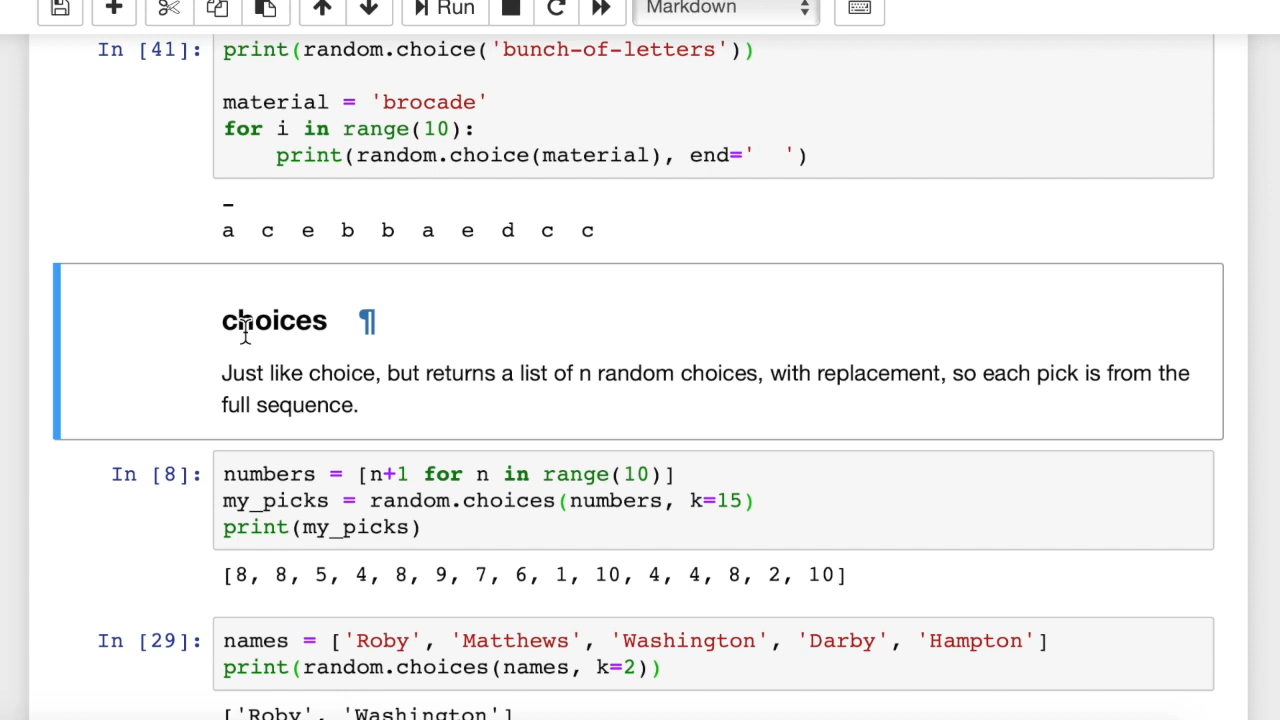 Run Markdown
In [41]: print(random.choice('bunch-of-letters'))
material = 'brocade'
for i in range(10):
    print(random.choice(material), end='  ')
-
a  c  e  b  b  a  e  d  c  c
choices ¶
Just like choice, but returns a list of n random choices, with replacement, so each pick is from the
full sequence.
In [8]: numbers = [n+1 for n in range(10)]
my_picks = random.choices(numbers, k=15)
print(my_picks)
[8, 8, 5, 4, 8, 9, 7, 6, 1, 10, 4, 4, 8, 2, 10]
In [29]: names = ['Roby', 'Matthews', 'Washington', 'Darby', 'Hampton']
print(random.choices(names, k=2))
['Roby', 'Washington']